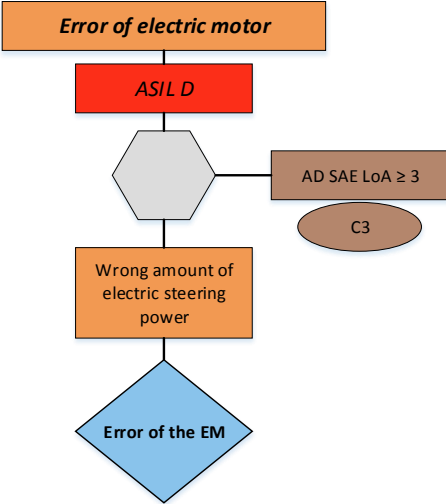 Error of electric motor
ASIL D
AD SAE LoA ≥ 3
C3
Wrong amount of
electric steering
power
Error of the EM